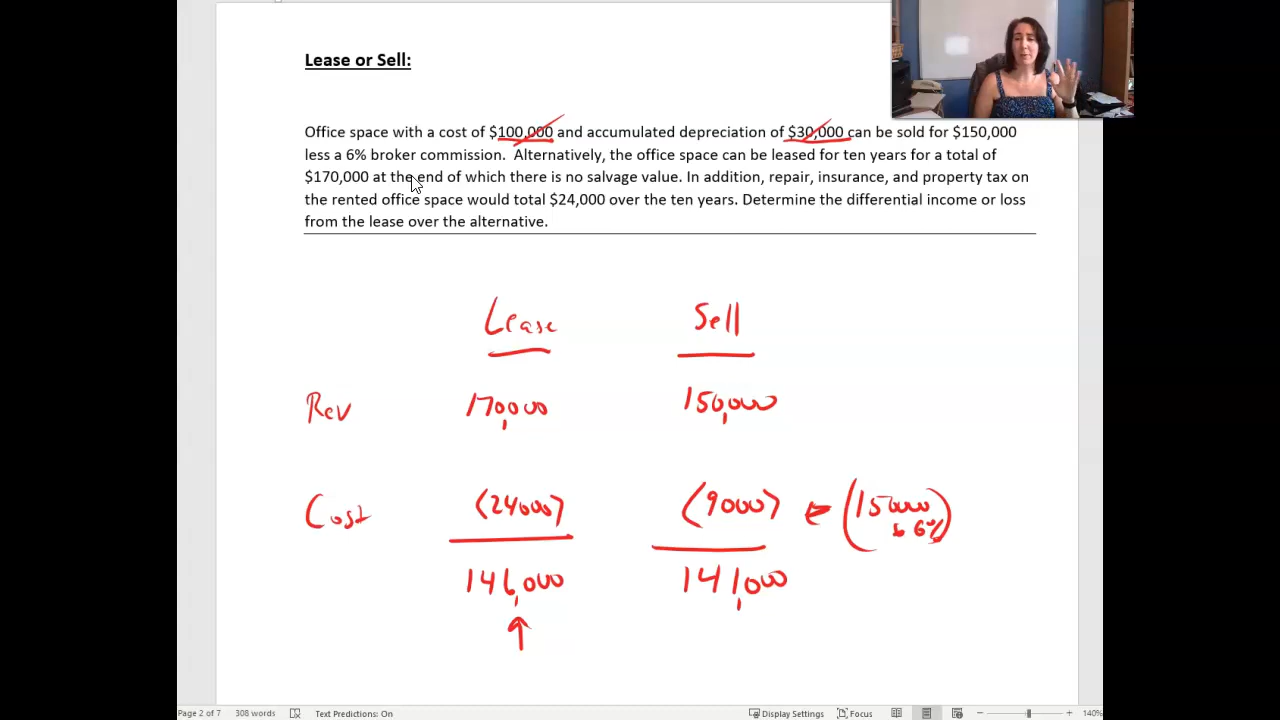 Lease or Sell:
Office space with a cost of $100,000 and accumulated depreciation of $30,000 can be sold for $150,000
less a 6% broker commission.  Alternatively, the office space can be leased for ten years for a total of
$170,000 at the end of which there is no salvage value. In addition, repair, insurance, and property tax on
the rented office space would total $24,000 over the ten years. Determine the differential income or loss
from the lease over the alternative.
Lease Sell
Rev 170,000 150,000
Cost (24000) (9000) (150000
x 6%)
146,000 141,000
Page 2 of 7 308 words Text Predictions: On Display Settings Focus 140%